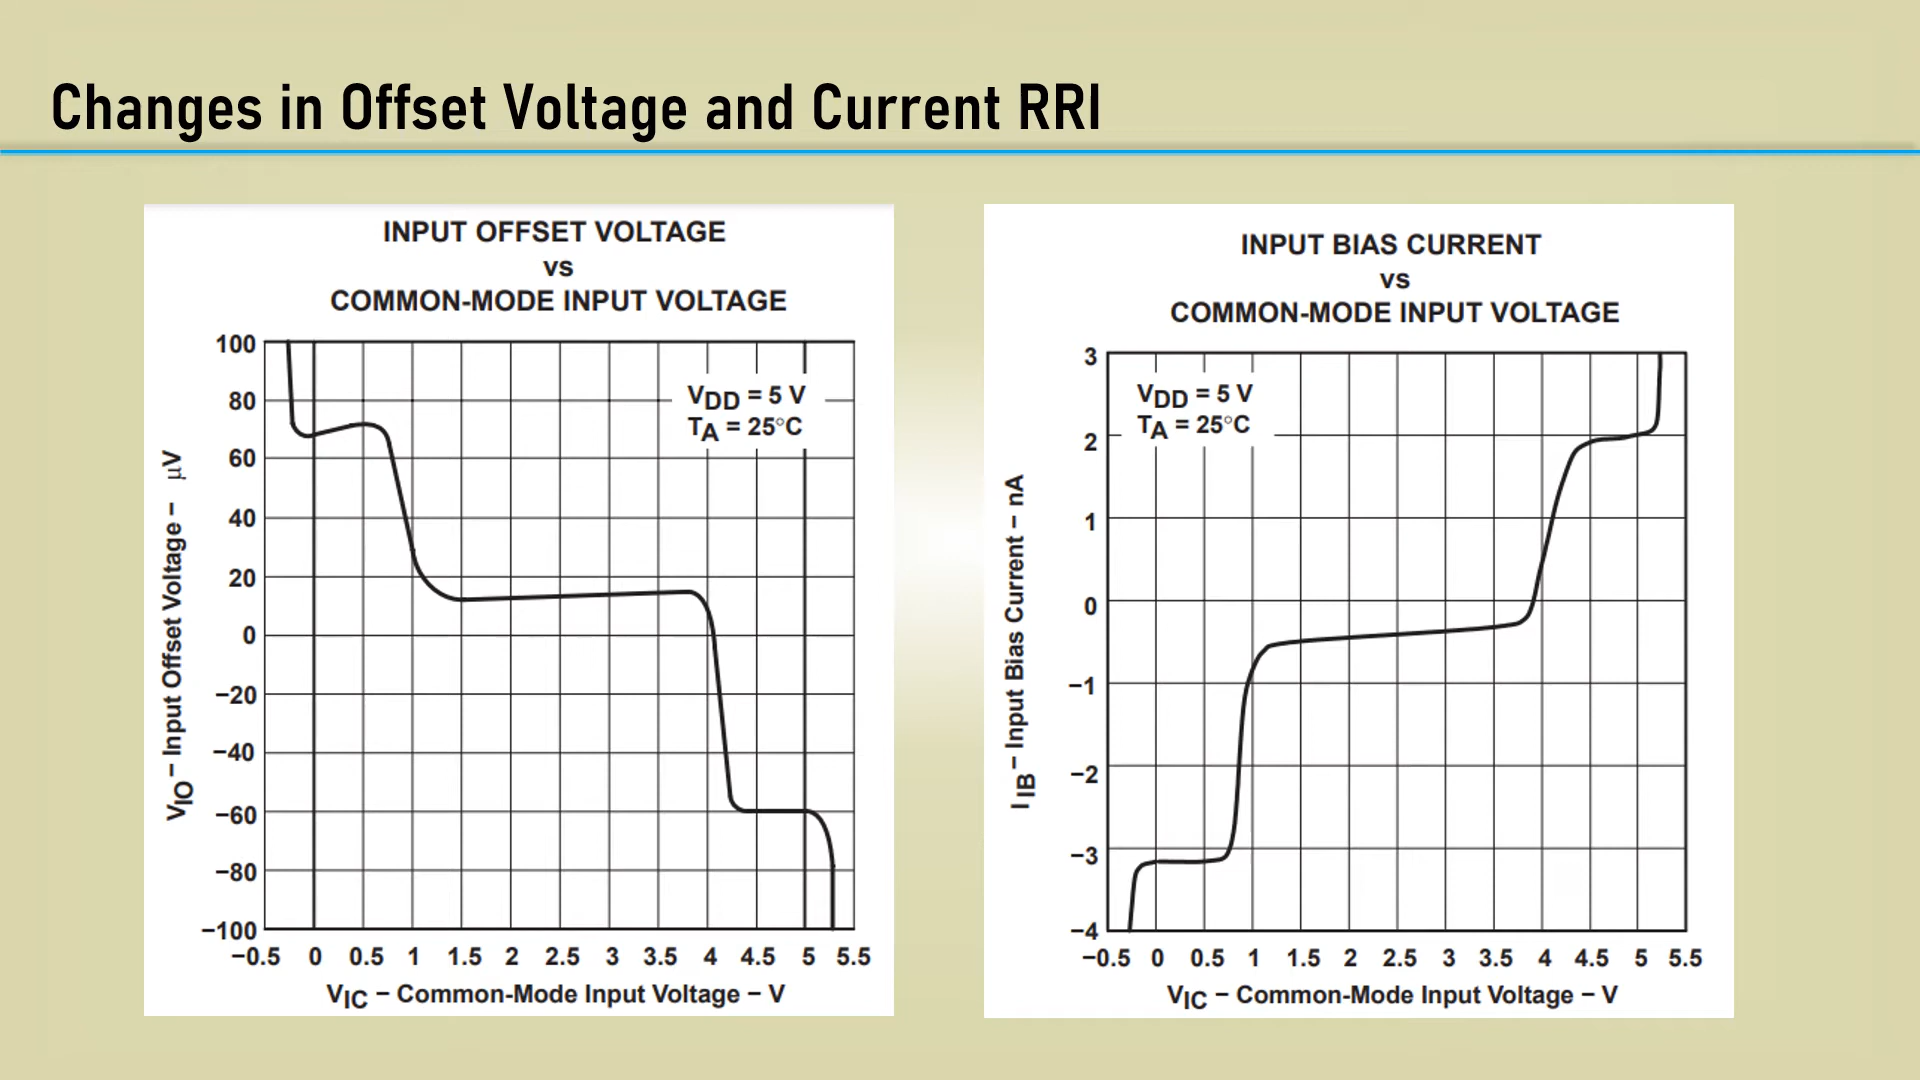 Changes in Offset Voltage and Current RRI
INPUT OFFSET VOLTAGE
vs
COMMON-MODE INPUT VOLTAGE
VDD = 5 V
TA = 25°C
100
80
60
40
20
0
−20
−40
−60
−80
−100
VIO − Input Offset Voltage − μV
−0.5 0 0.5 1 1.5 2 2.5 3 3.5 4 4.5 5 5.5
VIC − Common-Mode Input Voltage − V
INPUT BIAS CURRENT
vs
COMMON-MODE INPUT VOLTAGE
VDD = 5 V
TA = 25°C
3
2
1
0
−1
−2
−3
−4
IIB − Input Bias Current − nA
−0.5 0 0.5 1 1.5 2 2.5 3 3.5 4 4.5 5 5.5
VIC − Common-Mode Input Voltage − V